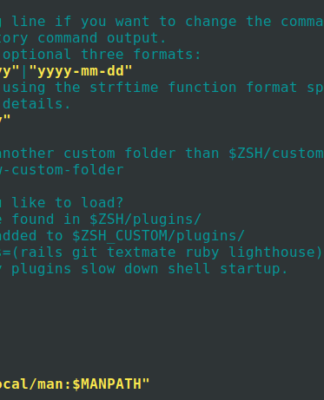 line if you want to change the comma
tory command output.
optional three formats:
yy"|"yyyy-mm-dd"
using the strftime function format sp
details.
"
another custom folder than $ZSH/custom
-custom-folder
like to load?
found in $ZSH/plugins/
added to $ZSH_CUSTOM/plugins/
s=(rails git textmate ruby lighthouse)
plugins slow down shell startup.
ocal/man:$MANPATH"